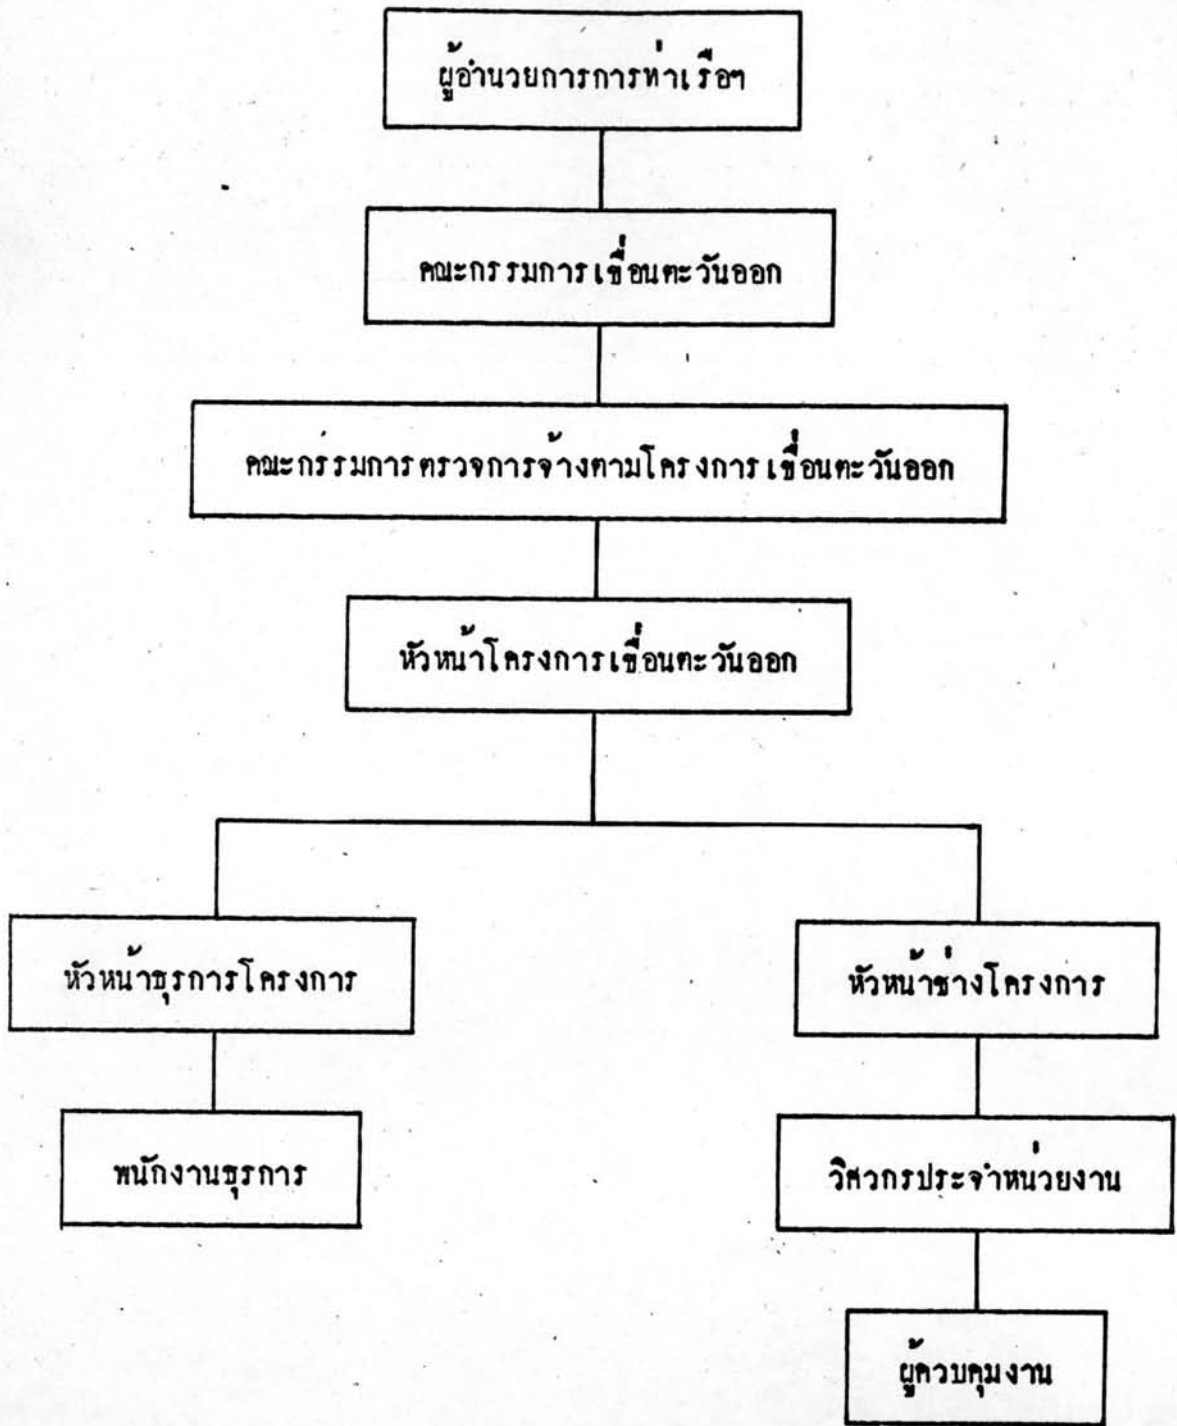 ผู้อำนวยการการท่าเรือฯ
คณะกรรมการเขื่อนตะวันออก
คณะกรรมการตรวจการจ้างตามโครงการเขื่อนตะวันออก
หัวหน้าโครงการเขื่อนตะวันออก
หัวหน้าธุรการโครงการ
หัวหน้าช่างโครงการ
พนักงานธุรการ
วิศวกรประจำหน่วยงาน
ผู้ควบคุมงาน